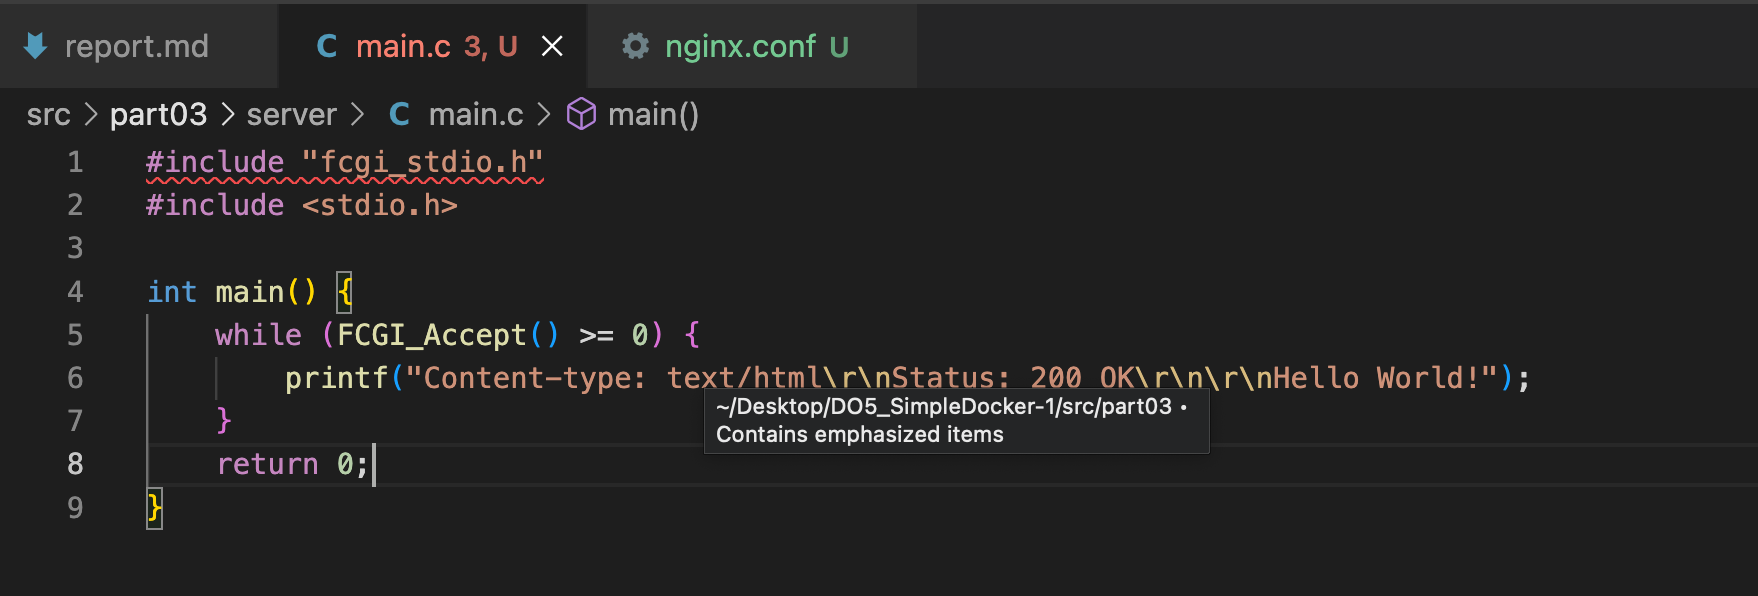 report.md main.c 3, U nginx.conf U
src > part03 > server > C main.c > main()
1 #include "fcgi_stdio.h"
2 #include <stdio.h>
3
4 int main() {
5 while (FCGI_Accept() >= 0) {
6 printf("Content-type: text/html\r\nStatus: 200 OK\r\n\r\nHello World!");
~/Desktop/DO5_SimpleDocker-1/src/part03 •
Contains emphasized items
7 }
8 return 0;
9 }